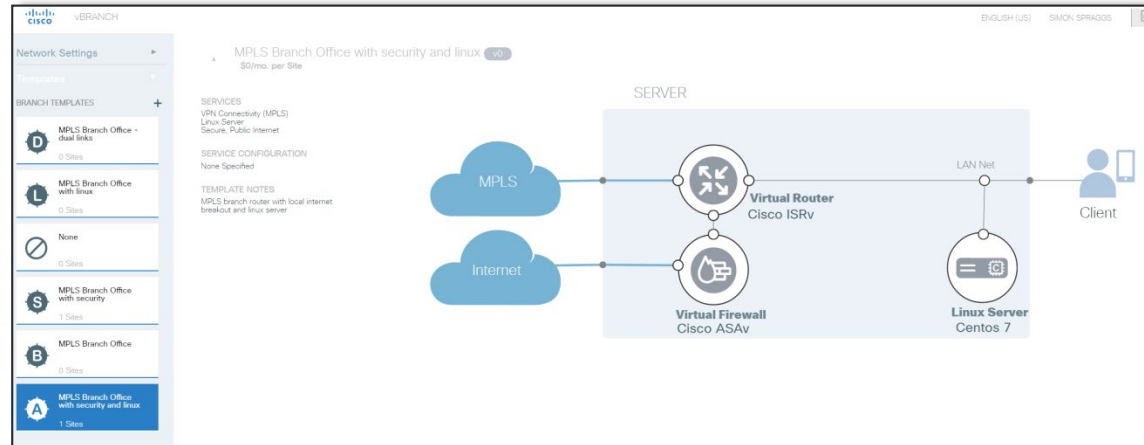 CISCO
vBRANCH
ENGLISH (US)
SIMON SPRAGGS
Network Settings
Templates
BRANCH TEMPLATES +
D
MPLS Branch Office -
dual links
0 Sites
L
MPLS Branch Office
with linux
0 Sites
None
0 Sites
S
MPLS Branch Office
with security
1 Sites
B
MPLS Branch Office
0 Sites
A
MPLS Branch Office
with security and linux
1 Sites
MPLS Branch Office with security and linux v0
$0/mo. per Site
SERVICES
VPN Connectivity (MPLS)
Linux Server
Secure, Public Internet
SERVICE CONFIGURATION
None Specified
TEMPLATE NOTES
MPLS branch router with local internet
breakout and linux server
SERVER
MPLS
Internet
Virtual Router
Cisco ISRv
Virtual Firewall
Cisco ASAv
LAN Net
C
Linux Server
Centos 7
Client